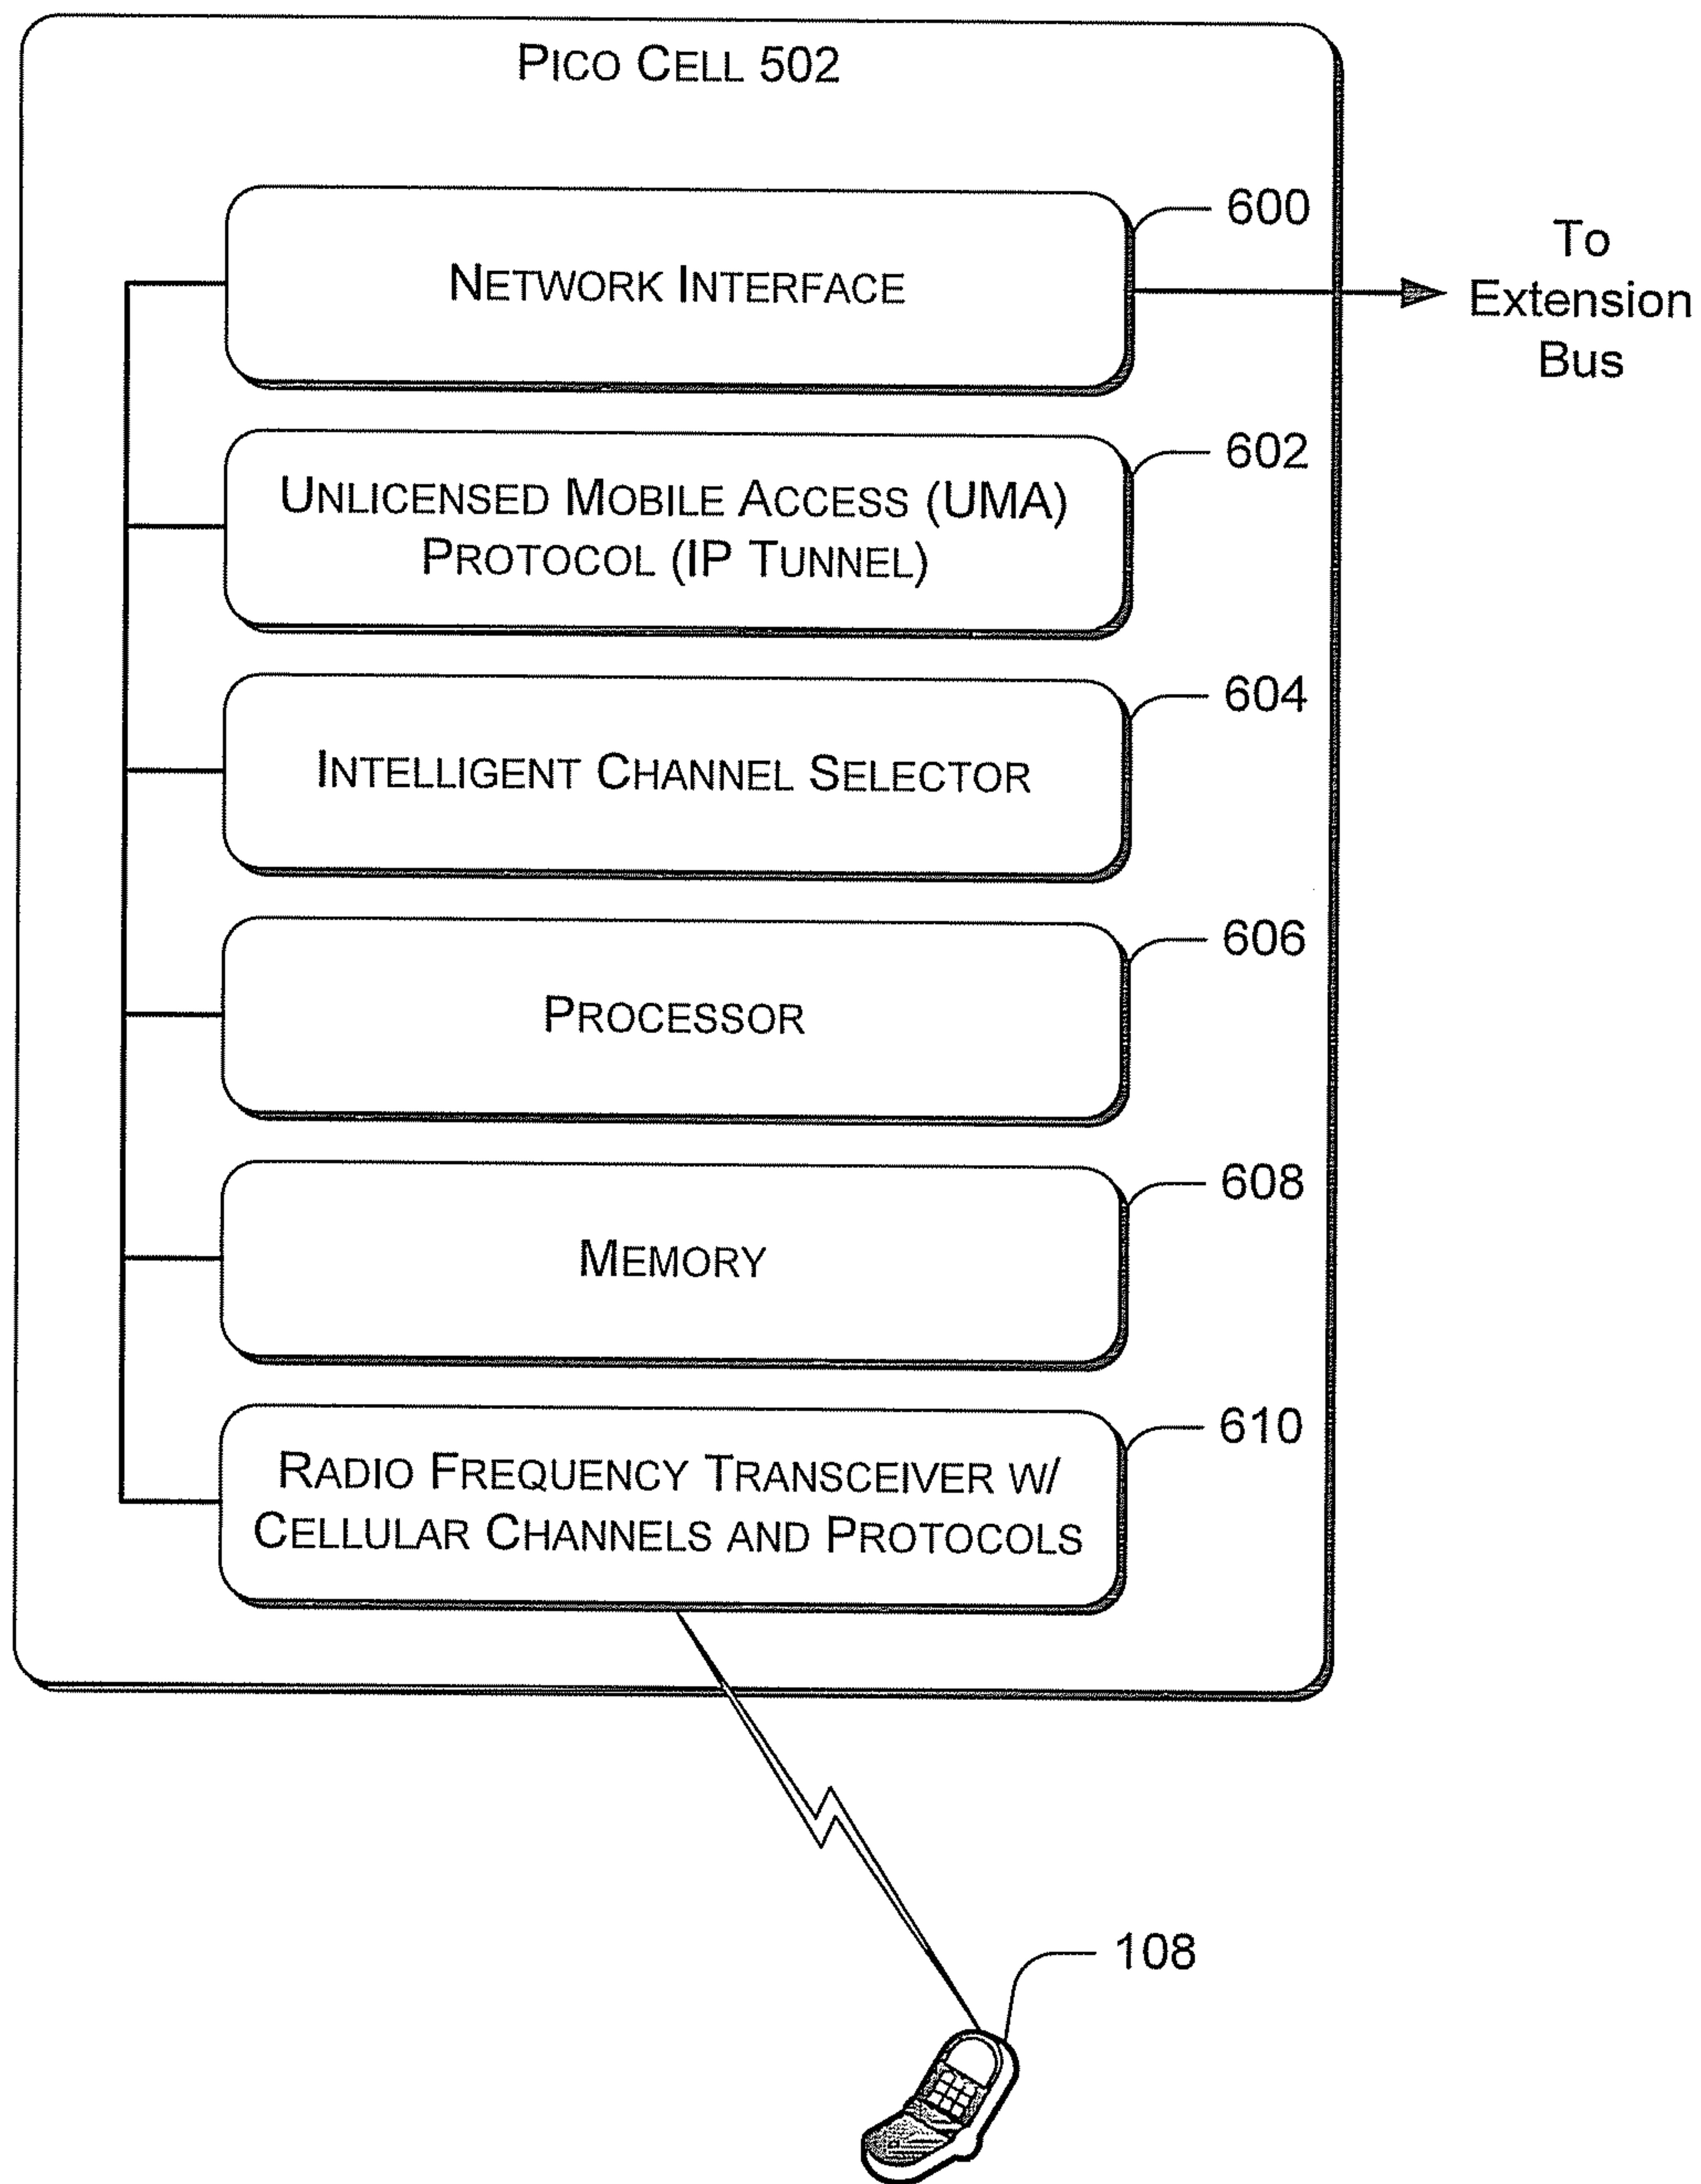 PICO CELL 502
600
NETWORK INTERFACE
To
Extension
Bus
602
UNLICENSED MOBILE ACCESS (UMA)
PROTOCOL (IP TUNNEL)
604
INTELLIGENT CHANNEL SELECTOR
606
PROCESSOR
608
MEMORY
610
RADIO FREQUENCY TRANSCEIVER W/
CELLULAR CHANNELS AND PROTOCOLS
108